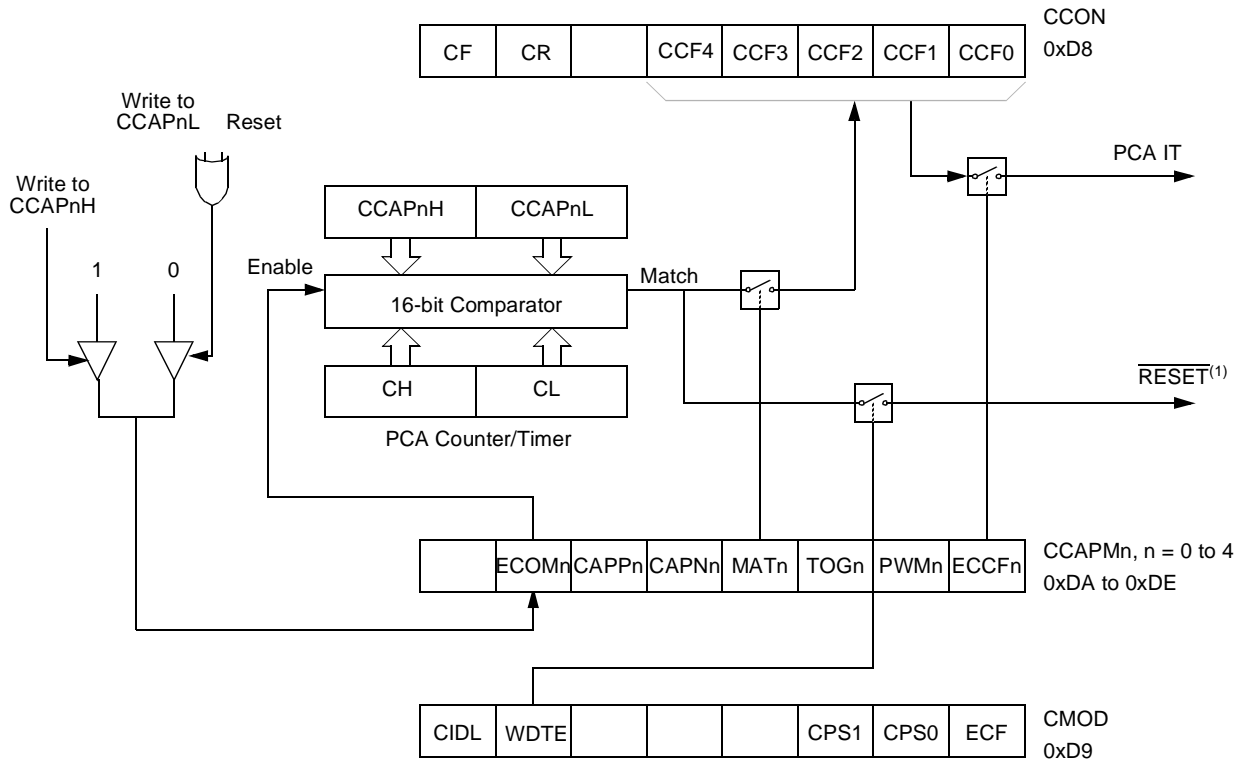 CCON
CF CR CCF4 CCF3 CCF2 CCF1 CCF0
0xD8
Write to
CCAPnL
Reset
PCA IT
Write to
CCAPnH
CCAPnH CCAPnL
1 0
Enable
Match
16-bit Comparator
CH CL
RESET(1)
PCA Counter/Timer
ECOMn CAPPn CAPNn MATn TOGn PWMn ECCFn
CCAPMn, n = 0 to 4
0xDA to 0xDE
CIDL WDTE CPS1 CPS0 ECF
CMOD
0xD9